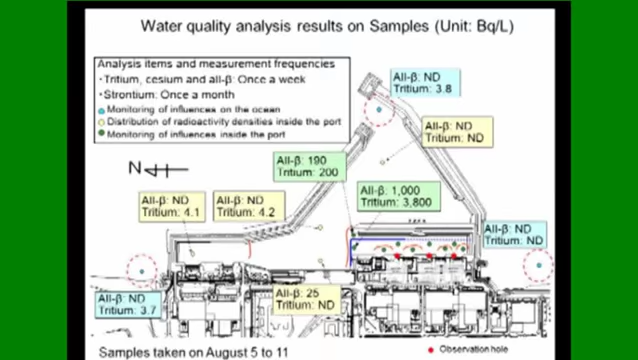 Water quality analysis results on Samples (Unit: Bq/L)
Analysis items and measurement frequencies
・Tritium, cesium and all-β: Once a week
・Strontium: Once a month
Monitoring of influences on the ocean
Distribution of radioactivity densities inside the port
Monitoring of influences inside the port
All-β: ND
Tritium: 3.8
All-β: ND
Tritium: ND
N
All-β: 190
Tritium: 200
All-β: 1,000
Tritium: 3,800
All-β: ND
Tritium: 4.1
All-β: ND
Tritium: 4.2
All-β: ND
Tritium: ND
All-β: ND
Tritium: 3.7
All-β: 25
Tritium: ND
Samples taken on August 5 to 11
Observation hole